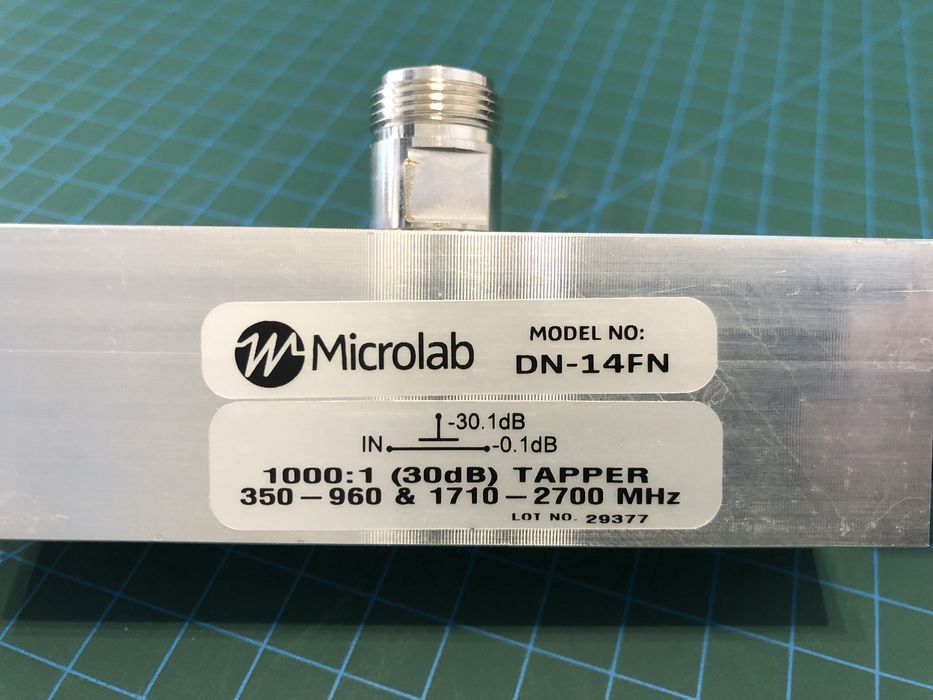 Microlab
MODEL NO:
DN-14FN
-30.1dB
IN -0.1dB
1000:1 (30dB) TAPPER
350–960 & 1710–2700 MHz
LOT NO. 29377